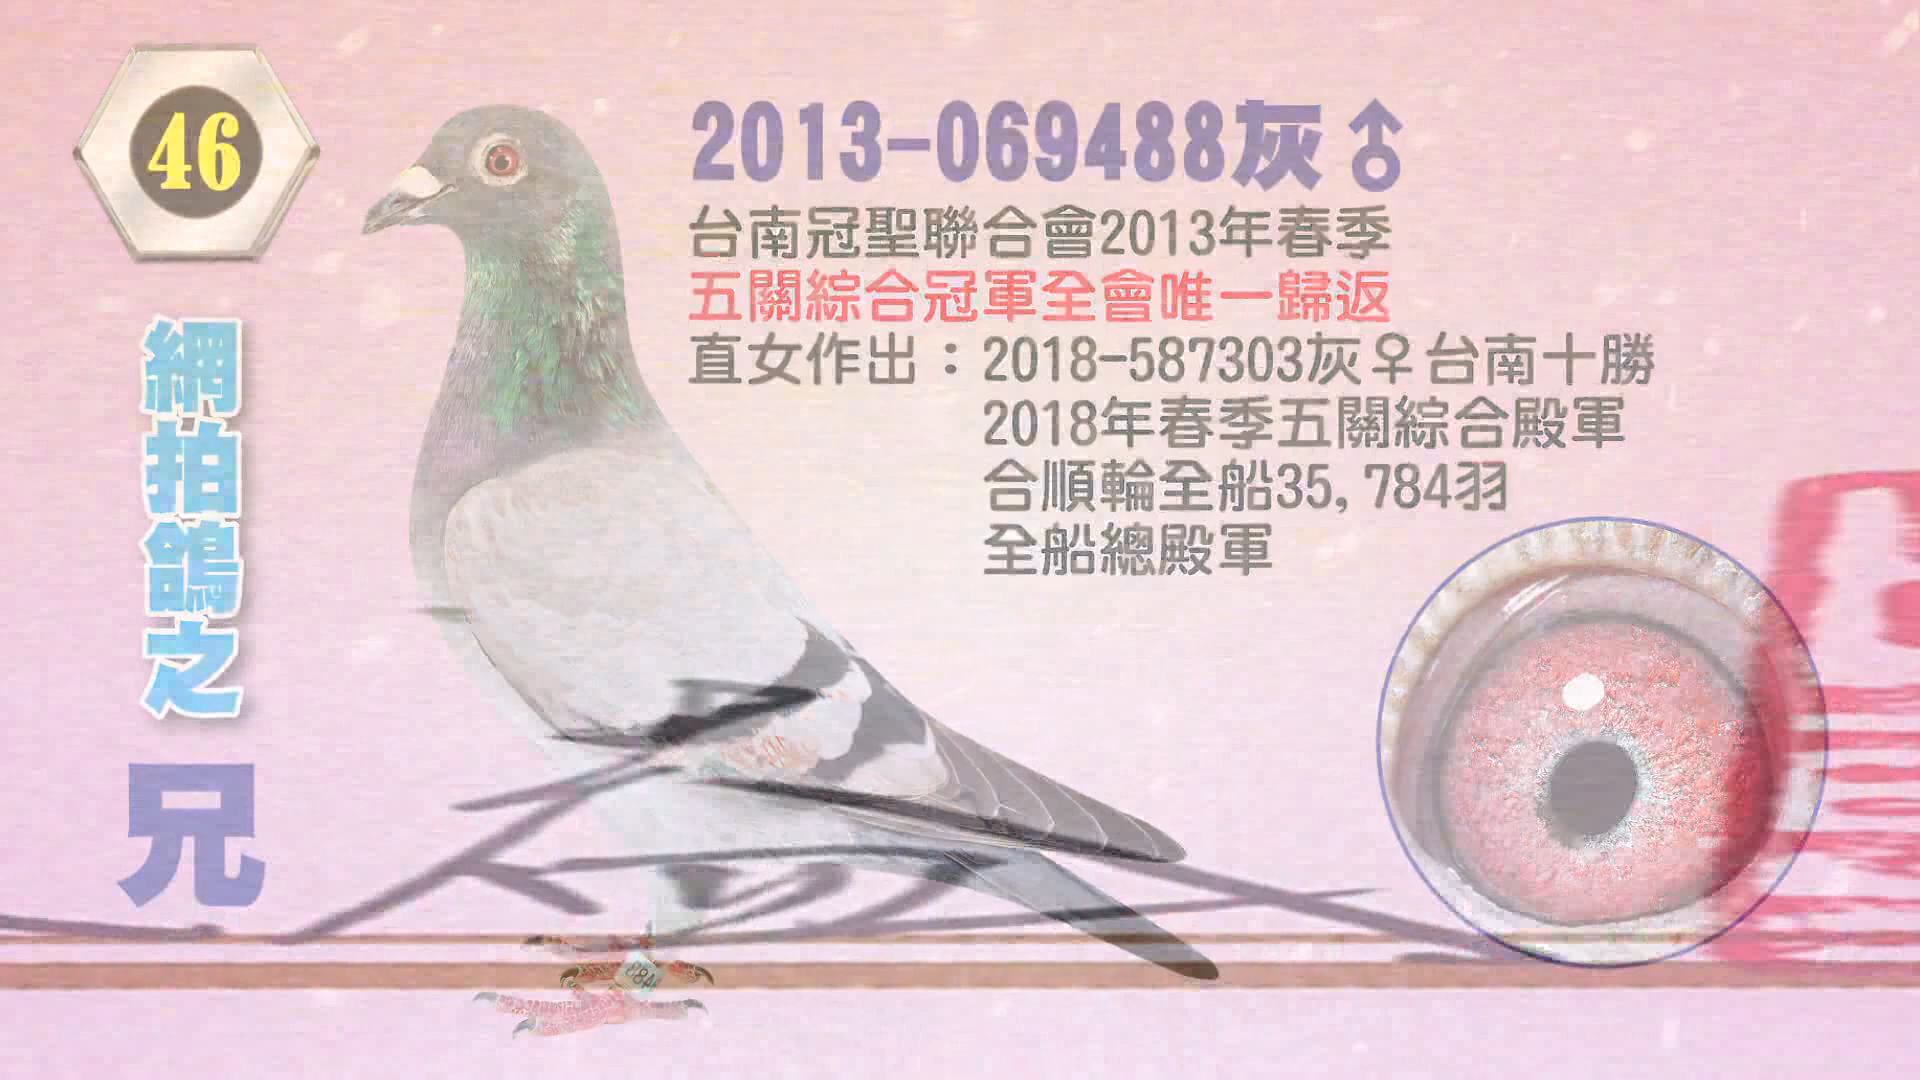 46
網拍鴿之
兄
2013-069488灰♂
台南冠聖聯合會2013年春季
五關綜合冠軍全會唯一歸返
直女作出：2018-587303灰♀台南十勝
2018年春季五關綜合殿軍
合順輪全船35,784羽
全船總殿軍